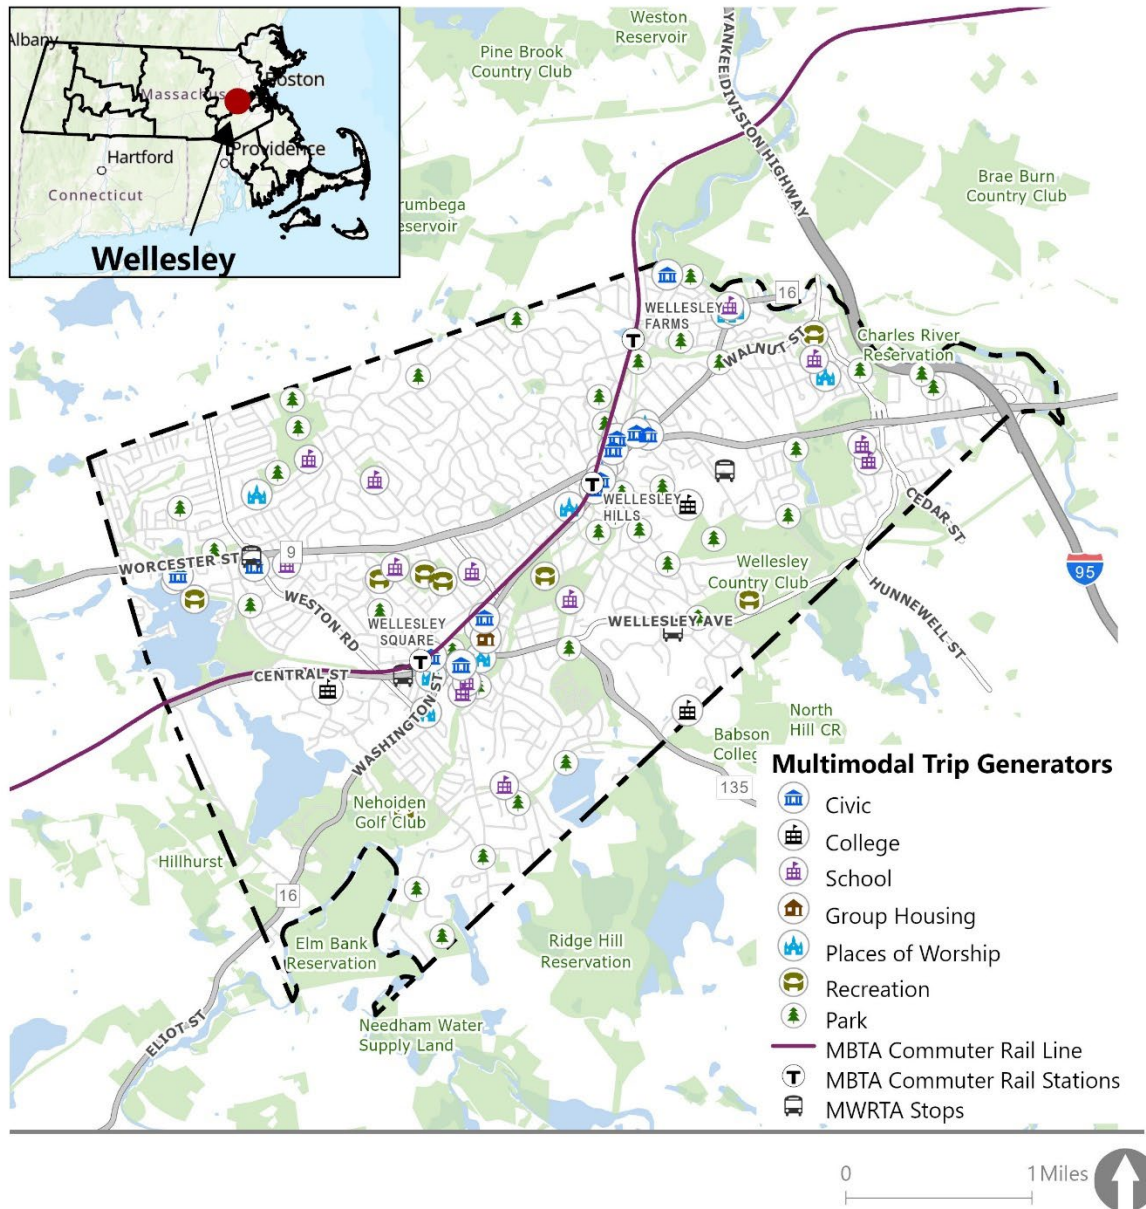 Albany
Boston
Massachus
Hartford
Providence
Connecticut
Wellesley
Weston
Reservoir
Pine Brook
Country Club
YANKEE DIVISION HIGHWAY
Brae Burn
Country Club
rumbega
eservoir
16
WELLESLEY
FARMS
WALNUT ST
Charles River
Reservation
WELLESLEY
HILLS
CEDAR ST
WORCESTER ST
9
Wellesley
Country Club
95
HUNNEWELL ST
WESTON RD
WELLESLEY
SQUARE
WELLESLEY AVE
CENTRAL ST
WASHINGTON ST
North
Hill CR
Babson
Colleg
135
Nehoiden
Golf Club
Hillhurst
16
Elm Bank
Reservation
Ridge Hill
Reservation
ELIOT ST
Needham Water
Supply Land
Multimodal Trip Generators
Civic
College
School
Group Housing
Places of Worship
Recreation
Park
MBTA Commuter Rail Line
T MBTA Commuter Rail Stations
MWRTA Stops
0 1 Miles